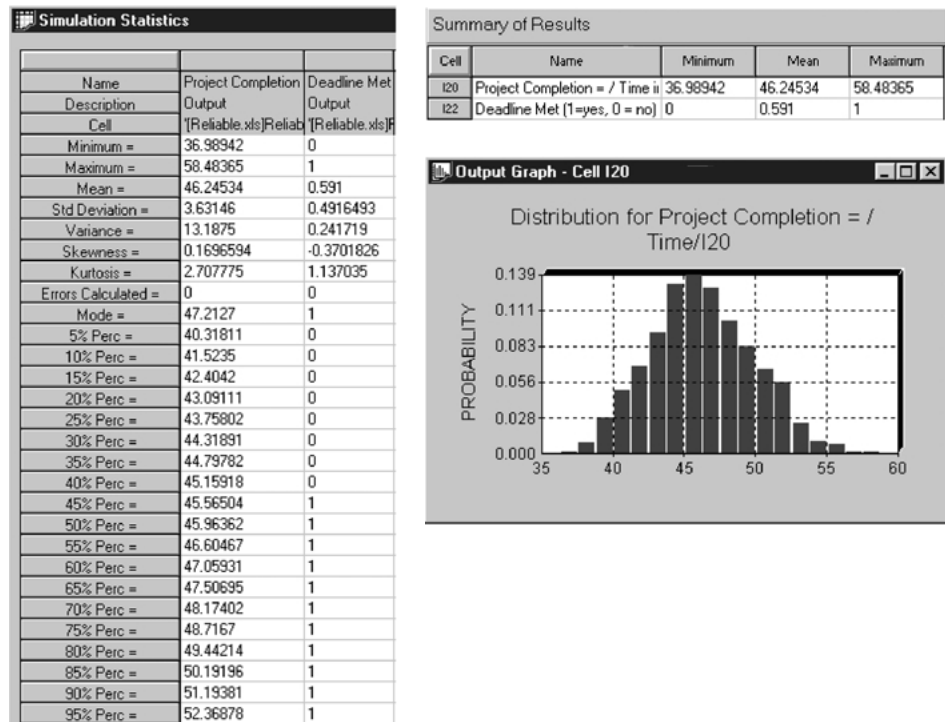 Simulation Statistics
Name Project Completion Deadline Met
Description Output Output
Cell '[Reliable.xls]Reliab '[Reliable.xls]F
Minimum = 36.98942 0
Maximum = 58.48365 1
Mean = 46.24534 0.591
Std Deviation = 3.63146 0.4916493
Variance = 13.1875 0.241719
Skewness = 0.1696594 -0.3701826
Kurtosis = 2.707775 1.137035
Errors Calculated = 0 0
Mode = 47.2127 1
5% Perc = 40.31811 0
10% Perc = 41.5235 0
15% Perc = 42.4042 0
20% Perc = 43.09111 0
25% Perc = 43.75802 0
30% Perc = 44.31891 0
35% Perc = 44.79782 0
40% Perc = 45.15918 0
45% Perc = 45.56504 1
50% Perc = 45.96362 1
55% Perc = 46.60467 1
60% Perc = 47.05931 1
65% Perc = 47.50695 1
70% Perc = 48.17402 1
75% Perc = 48.7167 1
80% Perc = 49.44214 1
85% Perc = 50.19196 1
90% Perc = 51.19381 1
95% Perc = 52.36878 1
Summary of Results
Cell Name Minimum Mean Maximum
I20 Project Completion = / Time ii 36.98942 46.24534 58.48365
I22 Deadline Met (1=yes, 0 = no) 0 0.591 1
Output Graph - Cell I20
Distribution for Project Completion = /
Time/I20
PROBABILITY
0.139
0.111
0.083
0.056
0.028
0.000
35 40 45 50 55 60